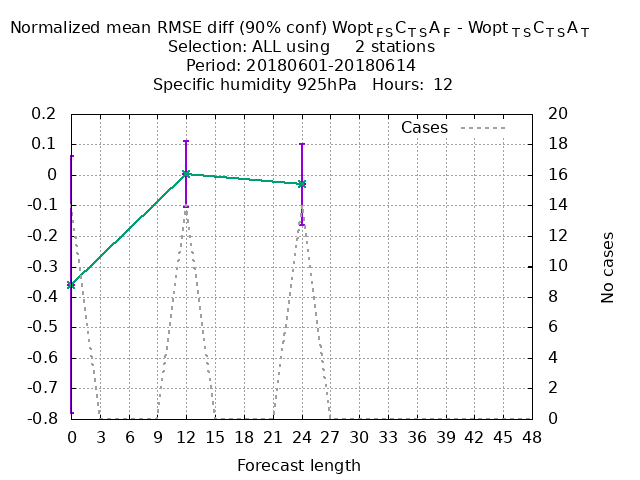 Normalized mean RMSE diff (90% conf) Wopt FS C TS A F - Wopt TS C TS A T
Selection: ALL using 2 stations
Period: 20180601-20180614
Specific humidity 925hPa Hours: 12
Cases
0.2
0.1
0
-0.1
-0.2
-0.3
-0.4
-0.5
-0.6
-0.7
-0.8
20
18
16
14
12
10
8
6
4
2
0
No cases
0 3 6 9 12 15 18 21 24 27 30 33 36 39 42 45 48
Forecast length